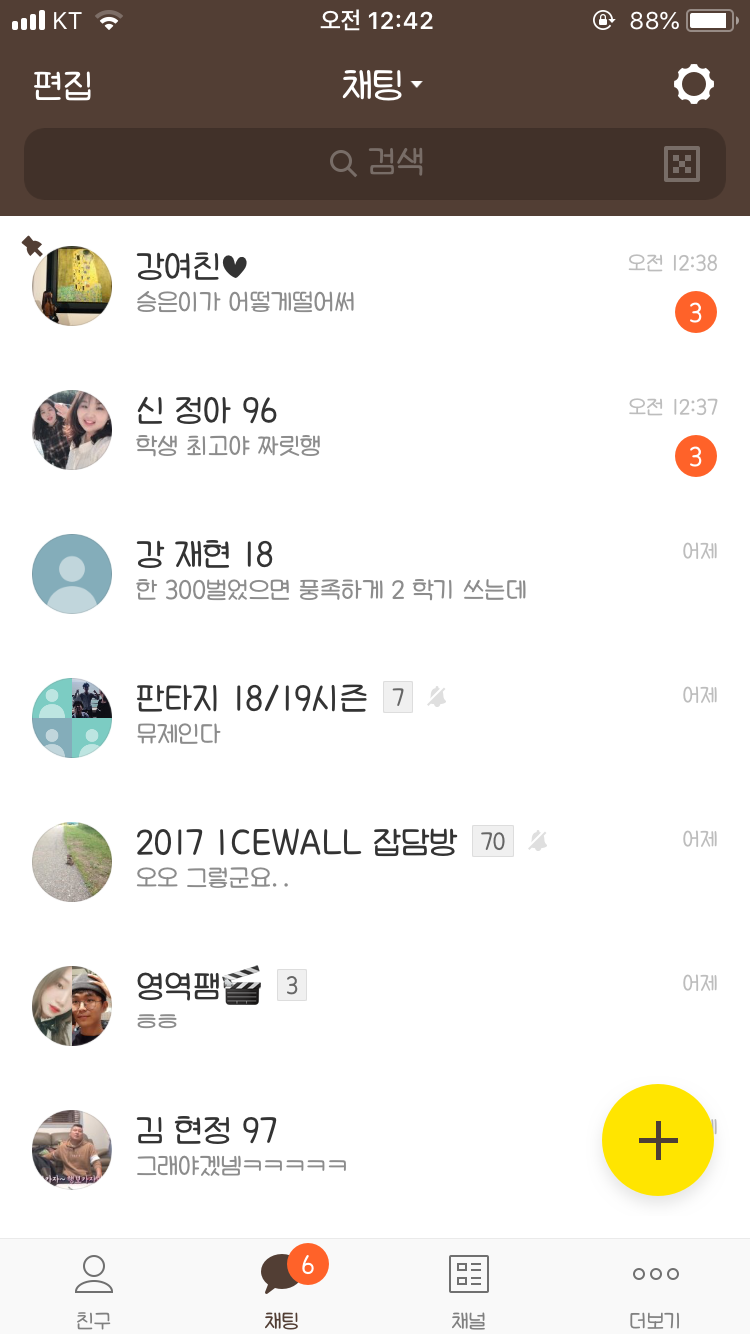 KT 오전 12:42 88%
편집 채팅
검색
강여친♥ 오전 12:38
승은이가 어떻게떨어써 3
신 정아 96 오전 12:37
학생 최고야 짜릿행 3
강 재현 18 어제
한 300벌었으면 풍족하게 2 학기 쓰는데
판타지 18/19시즌 7 어제
뮤제인다
2017 ICEWALL 잡담방 70 어제
오오 그렇군요..
영역팸🎬 3 어제
흥흥
김 현정 97
그래야겠넴ㅋㅋㅋㅋㅋ
6
친구 채팅 채널 더보기